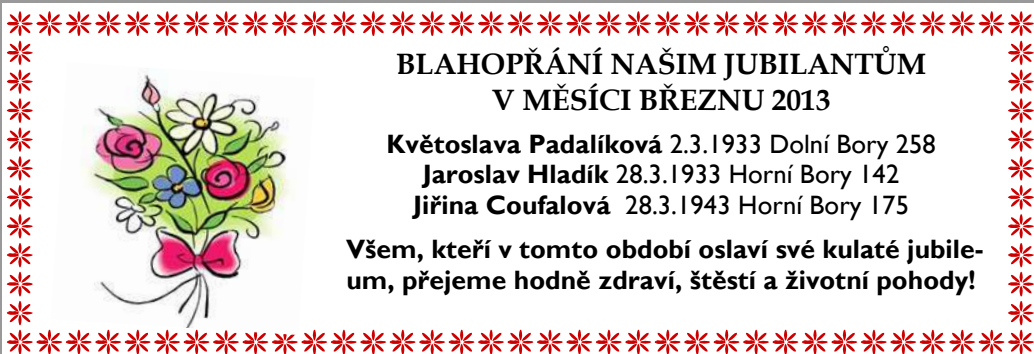 BLAHOPŘÁNÍ NAŠIM JUBILANTŮM
V MĚSÍCI BŘEZNU 2013
Květoslava Padalíková 2.3.1933 Dolní Bory 258
Jaroslav Hladík 28.3.1933 Horní Bory 142
Jiřina Coufalová 28.3.1943 Horní Bory 175
Všem, kteří v tomto období oslaví své kulaté jubile-
um, přejeme hodně zdraví, štěstí a životní pohody!